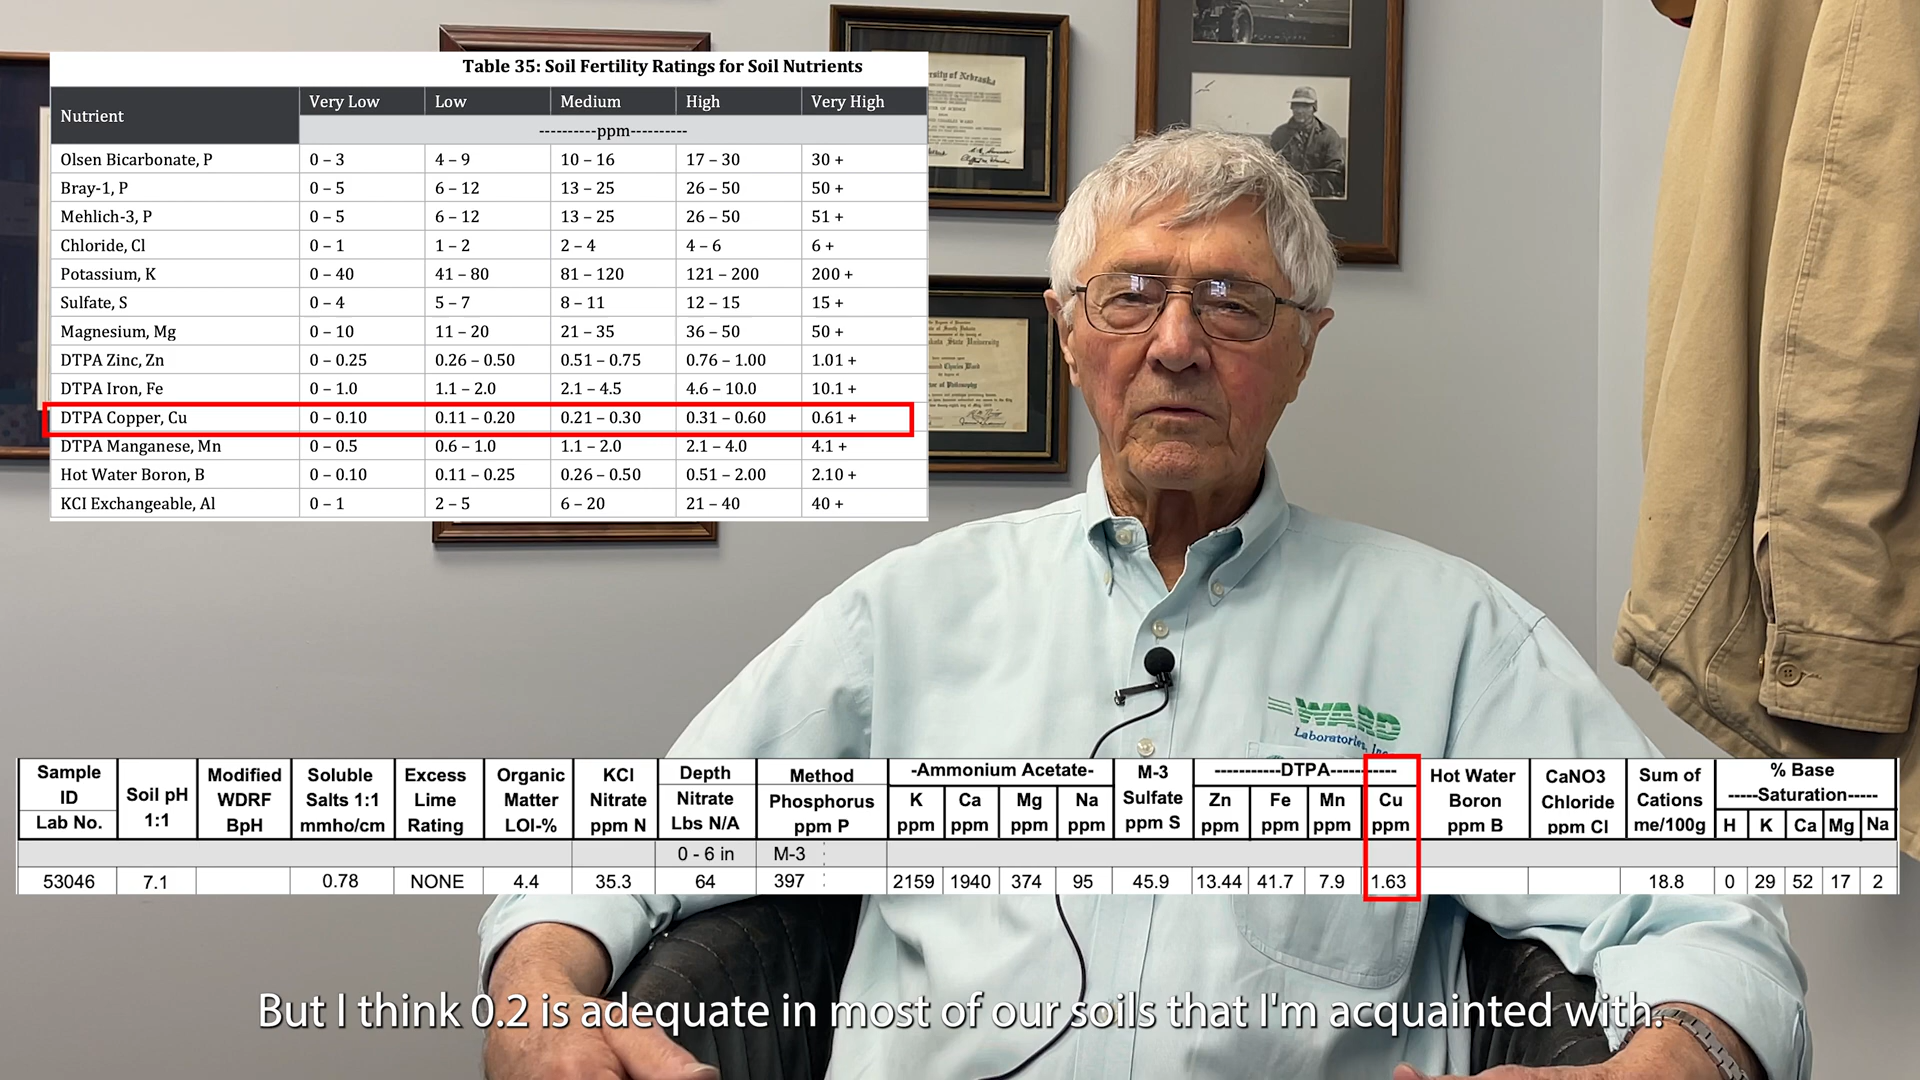 Table 35: Soil Fertility Ratings for Soil Nutrients
Nutrient Very Low Low Medium High Very High
----------ppm----------
Olsen Bicarbonate, P 0 – 3 4 – 9 10 – 16 17 – 30 30 +
Bray-1, P 0 – 5 6 – 12 13 – 25 26 – 50 50 +
Mehlich-3, P 0 – 5 6 – 12 13 – 25 26 – 50 51 +
Chloride, Cl 0 – 1 1 – 2 2 – 4 4 – 6 6 +
Potassium, K 0 – 40 41 – 80 81 – 120 121 – 200 200 +
Sulfate, S 0 – 4 5 – 7 8 – 11 12 – 15 15 +
Magnesium, Mg 0 – 10 11 – 20 21 – 35 36 – 50 50 +
DTPA Zinc, Zn 0 – 0.25 0.26 – 0.50 0.51 – 0.75 0.76 – 1.00 1.01 +
DTPA Iron, Fe 0 – 1.0 1.1 – 2.0 2.1 – 4.5 4.6 – 10.0 10.1 +
DTPA Copper, Cu 0 – 0.10 0.11 – 0.20 0.21 – 0.30 0.31 – 0.60 0.61 +
DTPA Manganese, Mn 0 – 0.5 0.6 – 1.0 1.1 – 2.0 2.1 – 4.0 4.1 +
Hot Water Boron, B 0 – 0.10 0.11 – 0.25 0.26 – 0.50 0.51 – 2.00 2.10 +
KCI Exchangeable, Al 0 – 1 2 – 5 6 – 20 21 – 40 40 +
WARD
Laboratories, Inc.
Sample ID Lab No.
Soil pH 1:1
Modified WDRF BpH
Soluble Salts 1:1 mmho/cm
Excess Lime Rating
Organic Matter LOI-%
KCI Nitrate ppm N
Depth Nitrate Lbs N/A
Method Phosphorus ppm P
-Ammonium Acetate-
K ppm Ca ppm Mg ppm Na ppm
M-3 Sulfate ppm S
-----------DTPA-----------
Zn ppm Fe ppm Mn ppm Cu ppm
Hot Water Boron ppm B
CaNO3 Chloride ppm Cl
Sum of Cations me/100g
% Base
-----Saturation-----
H K Ca Mg Na
0 - 6 in M-3
53046 7.1 0.78 NONE 4.4 35.3 64 397 2159 1940 374 95 45.9 13.44 41.7 7.9 1.63 18.8 0 29 52 17 2
But I think 0.2 is adequate in most of our soils that I'm acquainted with.